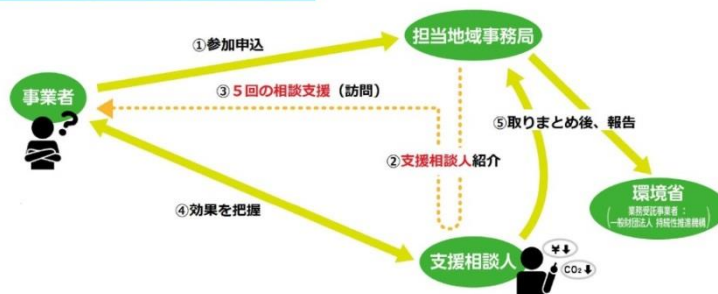 ①参加申込
担当地域事務局
事業者
③５回の相談支援（訪問）
②支援相談人紹介
⑤取りまとめ後、報告
④効果を把握
環境省
業務受託事業者：
一般財団法人 持続性推進機構
支援相談人
¥
CO₂